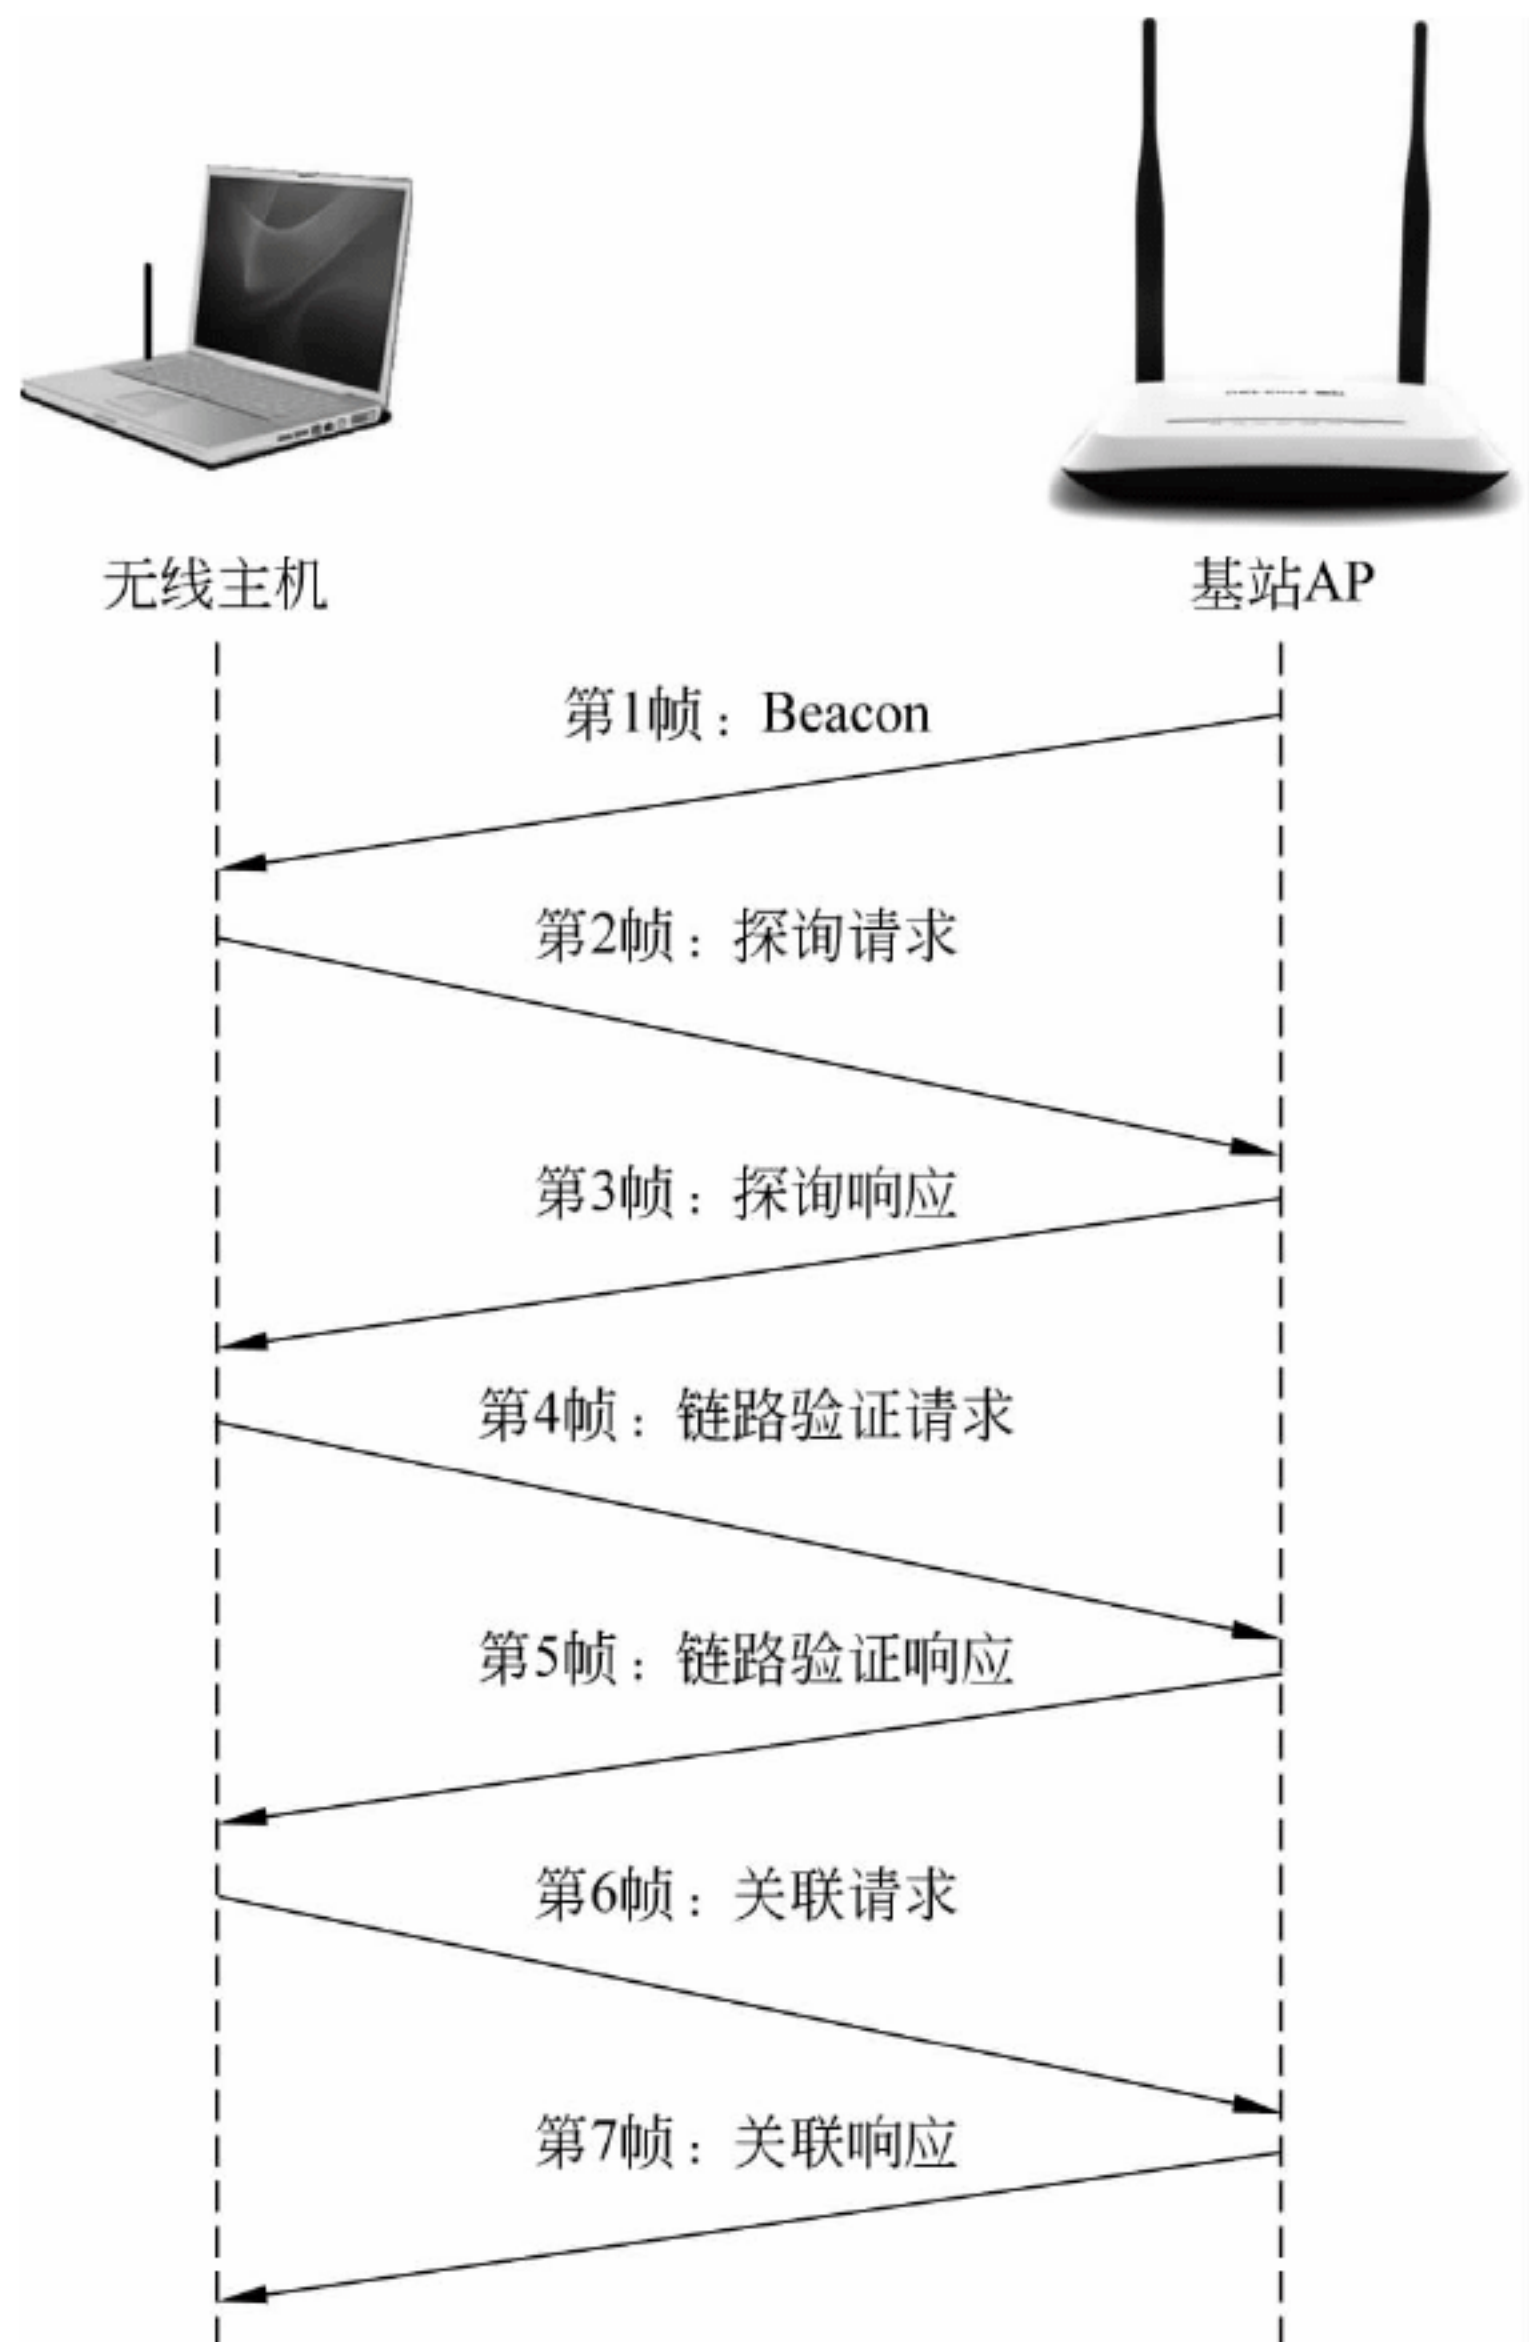 无线主机
基站AP
第1帧：Beacon
第2帧：探询请求
第3帧：探询响应
第4帧：链路验证请求
第5帧：链路验证响应
第6帧：关联请求
第7帧：关联响应